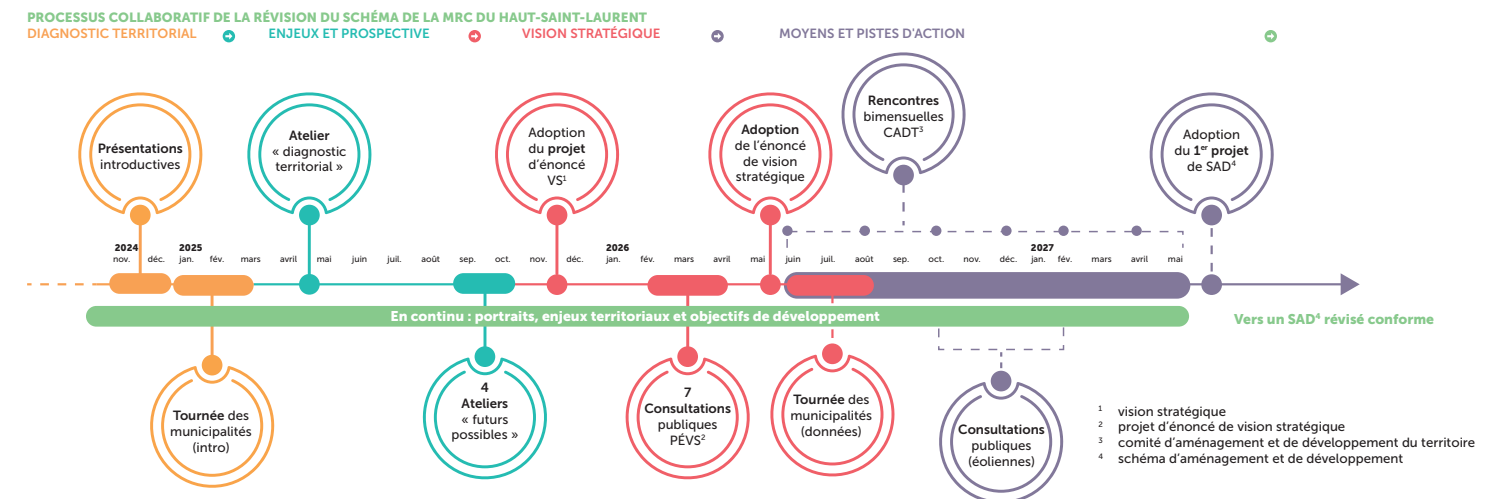 PROCESSUS COLLABORATIF DE LA RÉVISION DU SCHÉMA DE LA MRC DU HAUT-SAINT-LAURENT
DIAGNOSTIC TERRITORIAL ENJEUX ET PROSPECTIVE VISION STRATÉGIQUE MOYENS ET PISTES D'ACTION
Présentations
introductives
Atelier
« diagnostic
territorial »
Adoption
du projet
d'énoncé
VS¹
Adoption
de l'énoncé
de vision
stratégique
Rencontres
bimensuelles
CADT³
Adoption
du 1er projet
de SAD⁴
2024 2025 2026 2027
nov. déc. jan. fév. mars avril mai juin juil. août sep. oct. nov. déc. jan. fév. mars avril mai juin juil. août sep. oct. nov. déc. jan. fév. mars avril mai
En continu : portraits, enjeux territoriaux et objectifs de développement
Vers un SAD⁴ révisé conforme
Tournée des
municipalités
(intro)
4
Ateliers
« futurs
possibles »
7
Consultations
publiques
PÉVS²
Tournée des
municipalités
(données)
Consultations
publiques
(éoliennes)
¹ vision stratégique
² projet d'énoncé de vision stratégique
³ comité d'aménagement et de développement du territoire
⁴ schéma d'aménagement et de développement